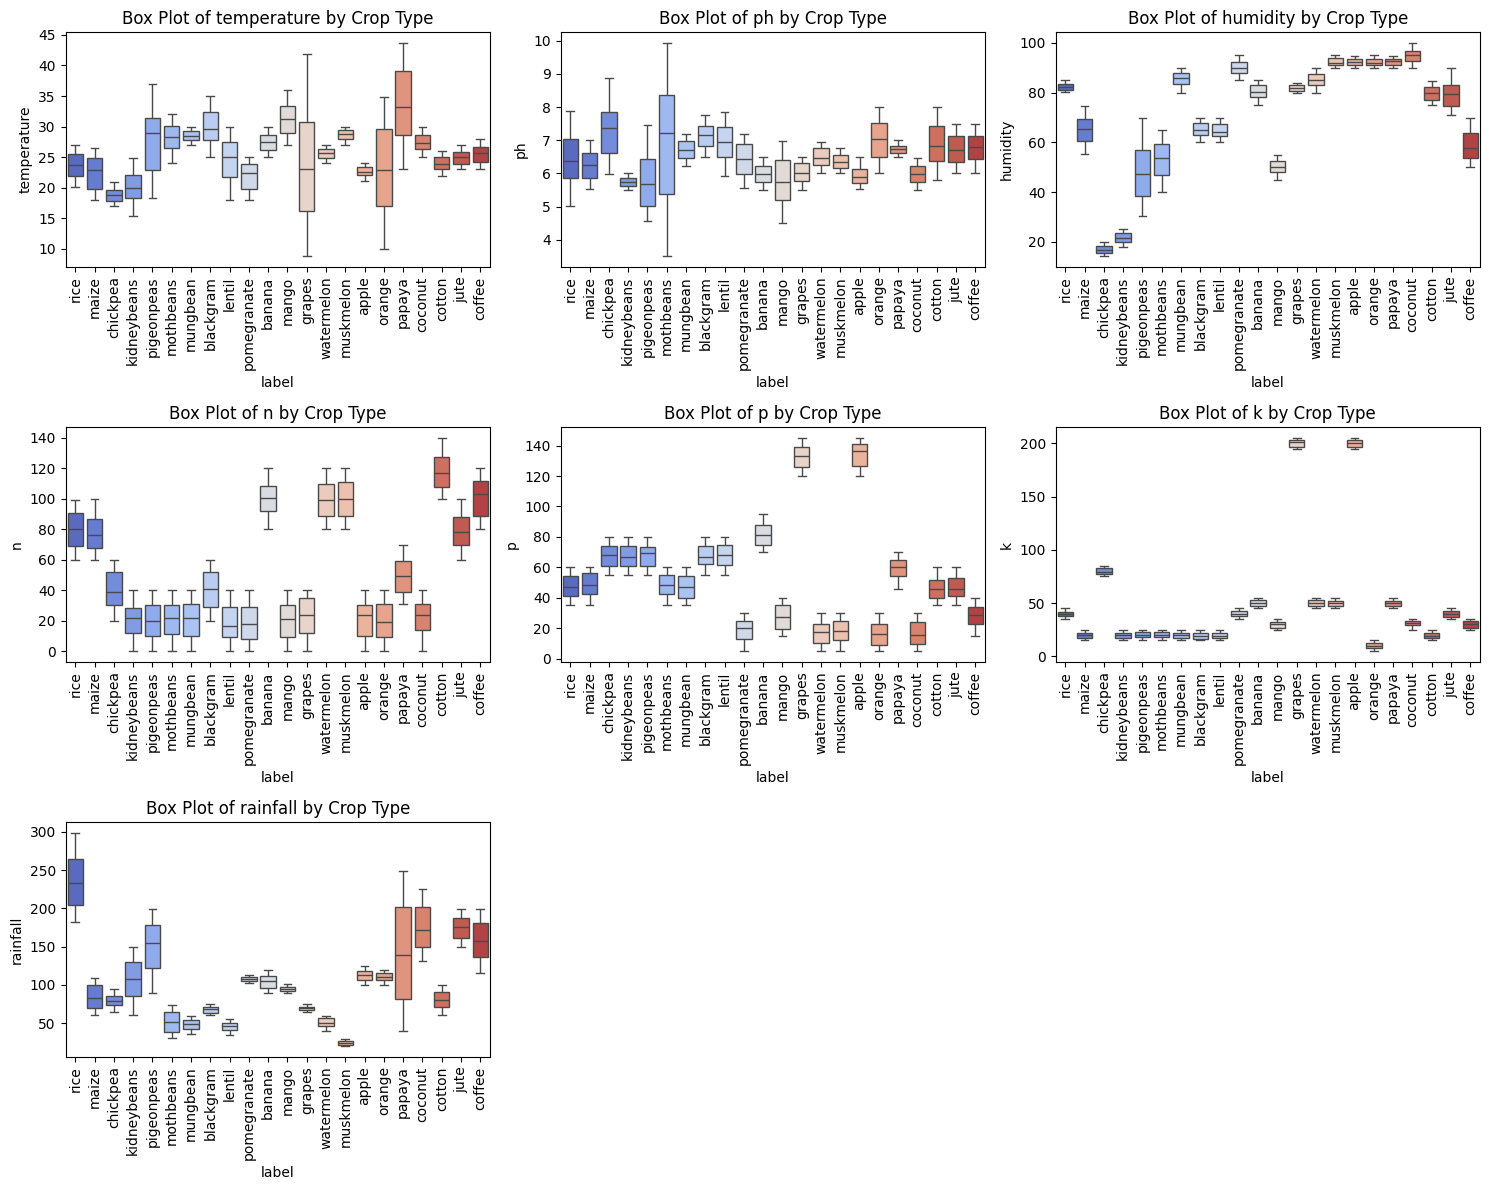 Box Plot of temperature by Crop Type
temperature
45
40
35
30
25
20
15
10
rice
maize
chickpea
kidneybeans
pigeonpeas
mothbeans
mungbean
blackgram
lentil
pomegranate
banana
mango
grapes
watermelon
muskmelon
apple
orange
papaya
coconut
cotton
jute
coffee
label
Box Plot of ph by Crop Type
ph
10
9
8
7
6
5
4
rice
maize
chickpea
kidneybeans
pigeonpeas
mothbeans
mungbean
blackgram
lentil
pomegranate
banana
mango
grapes
watermelon
muskmelon
apple
orange
papaya
coconut
cotton
jute
coffee
label
Box Plot of humidity by Crop Type
humidity
100
80
60
40
20
rice
maize
chickpea
kidneybeans
pigeonpeas
mothbeans
mungbean
blackgram
lentil
pomegranate
banana
mango
grapes
watermelon
muskmelon
apple
orange
papaya
coconut
cotton
jute
coffee
label
Box Plot of n by Crop Type
n
140
120
100
80
60
40
20
0
rice
maize
chickpea
kidneybeans
pigeonpeas
mothbeans
mungbean
blackgram
lentil
pomegranate
banana
mango
grapes
watermelon
muskmelon
apple
orange
papaya
coconut
cotton
jute
coffee
label
Box Plot of p by Crop Type
p
140
120
100
80
60
40
20
0
rice
maize
chickpea
kidneybeans
pigeonpeas
mothbeans
mungbean
blackgram
lentil
pomegranate
banana
mango
grapes
watermelon
muskmelon
apple
orange
papaya
coconut
cotton
jute
coffee
label
Box Plot of k by Crop Type
k
200
150
100
50
0
rice
maize
chickpea
kidneybeans
pigeonpeas
mothbeans
mungbean
blackgram
lentil
pomegranate
banana
mango
grapes
watermelon
muskmelon
apple
orange
papaya
coconut
cotton
jute
coffee
label
Box Plot of rainfall by Crop Type
rainfall
300
250
200
150
100
50
rice
maize
chickpea
kidneybeans
pigeonpeas
mothbeans
mungbean
blackgram
lentil
pomegranate
banana
mango
grapes
watermelon
muskmelon
apple
orange
papaya
coconut
cotton
jute
coffee
label